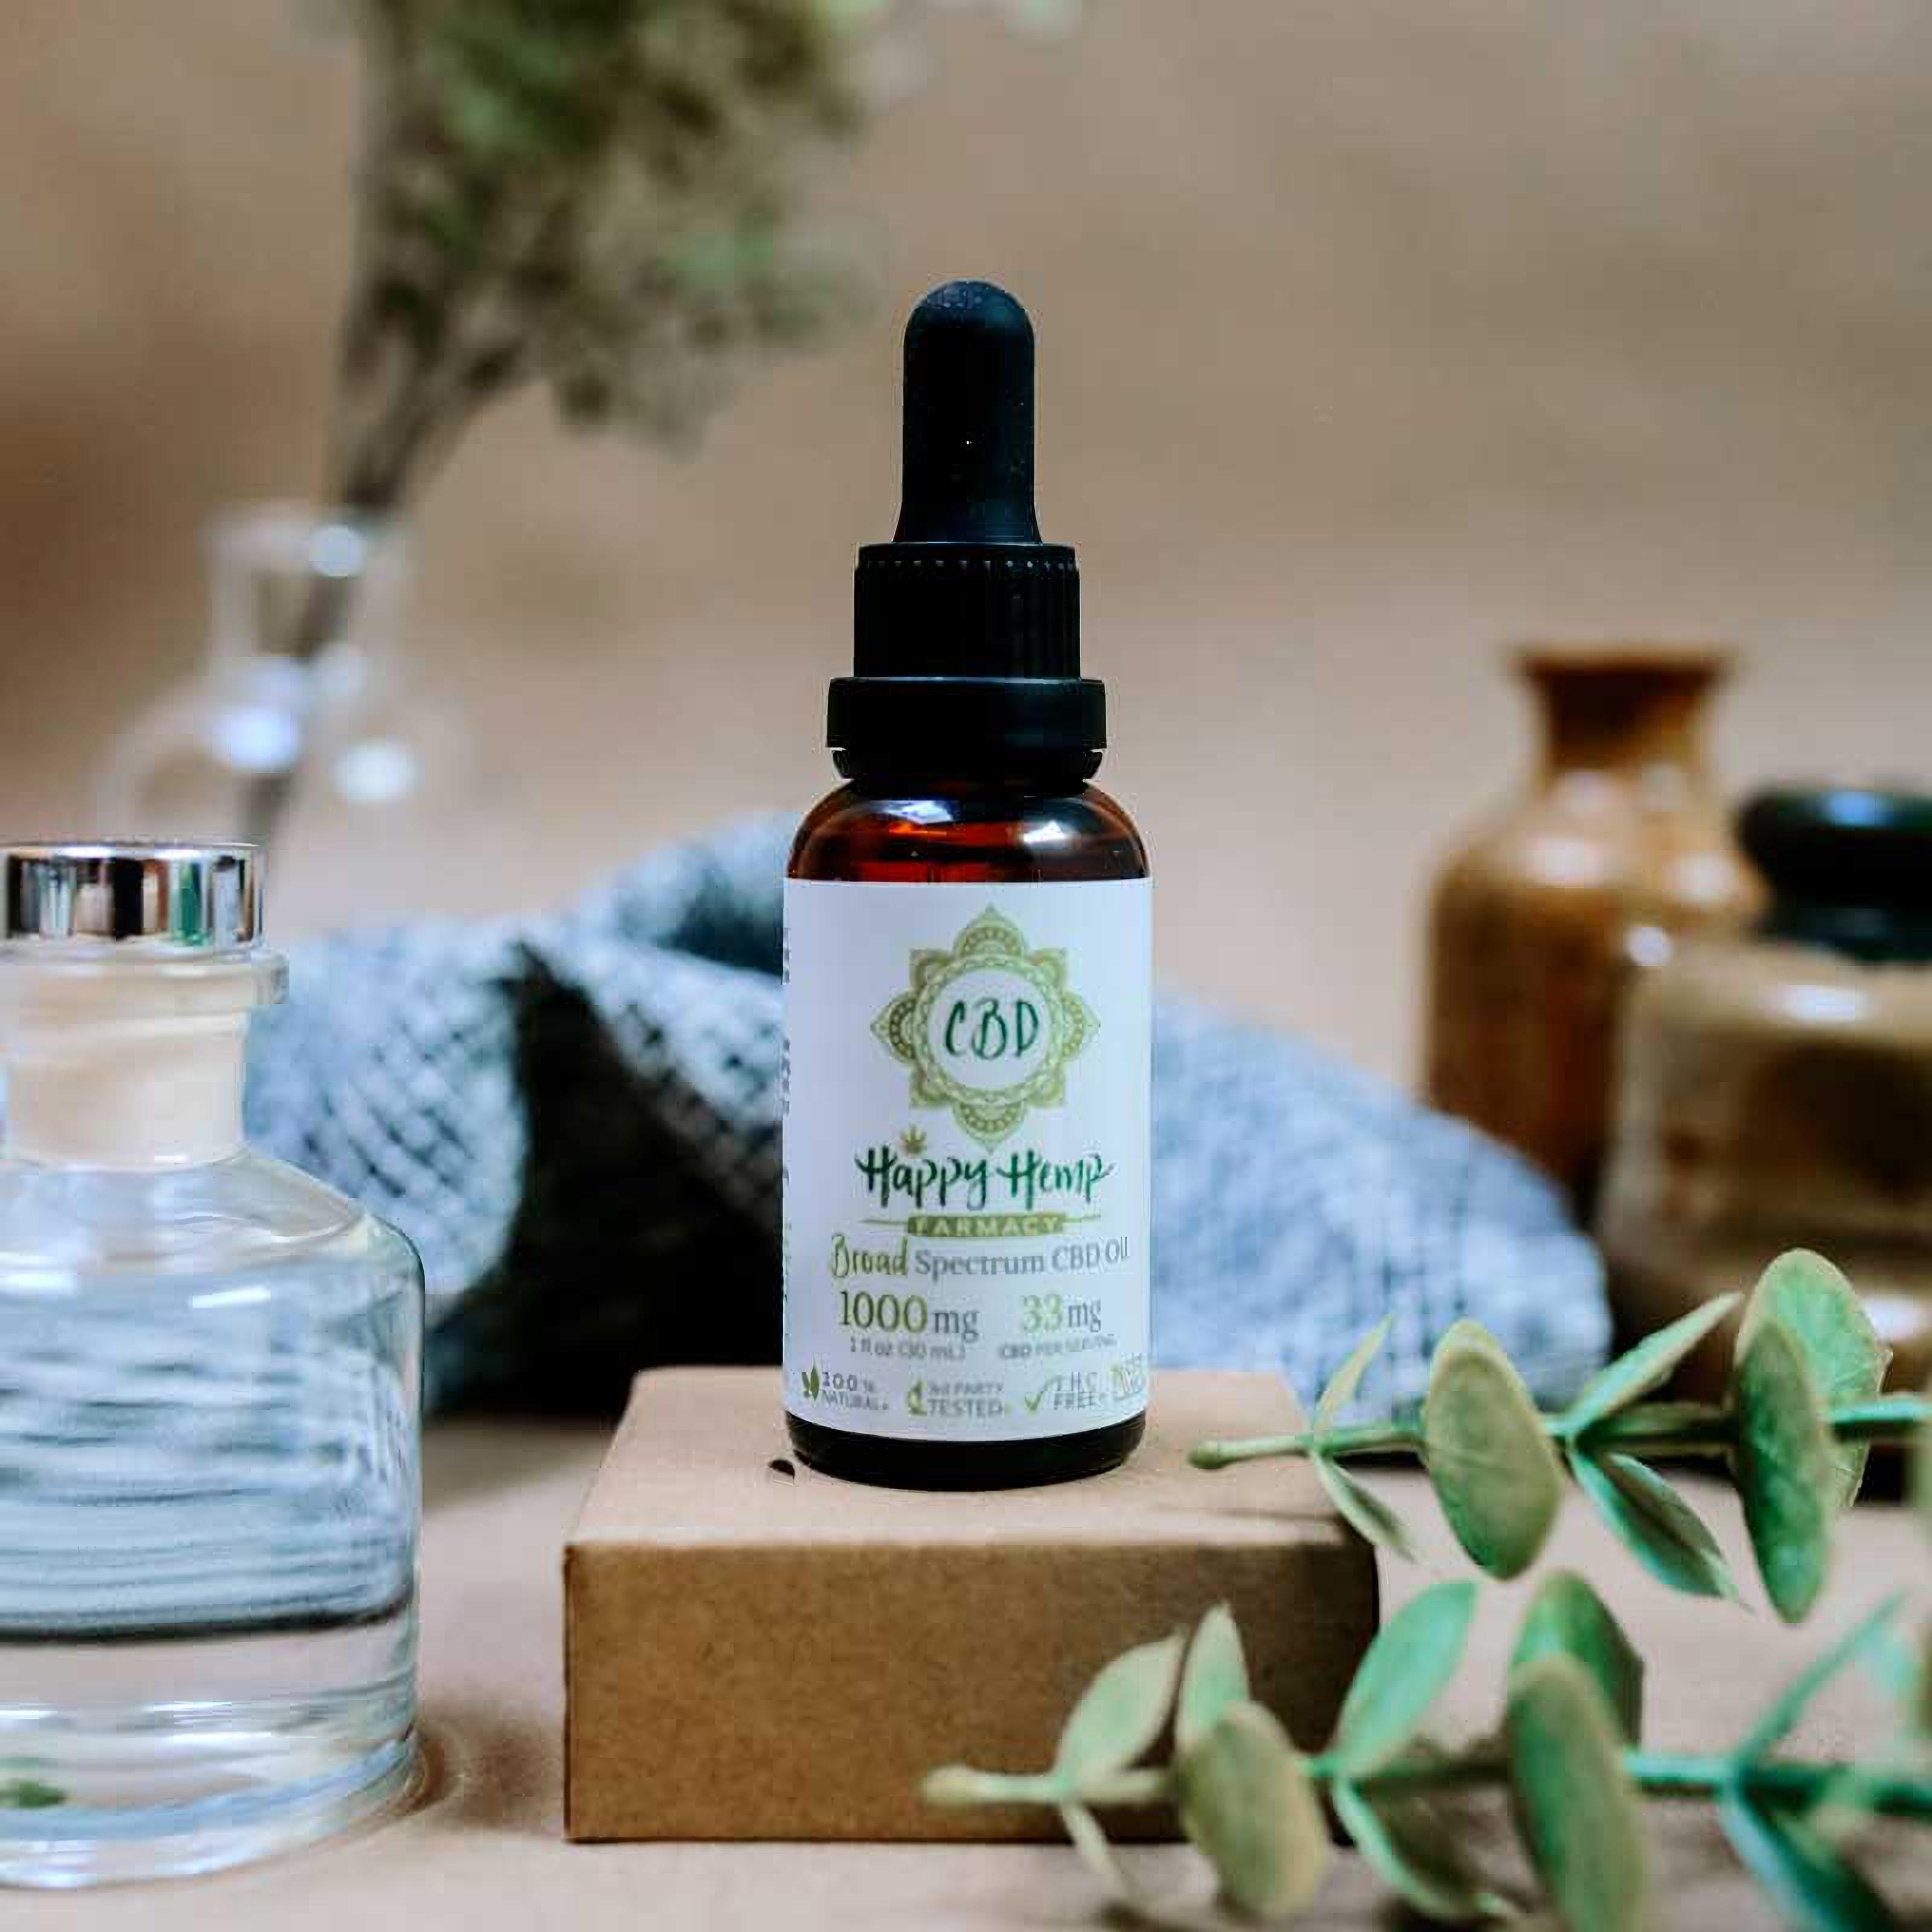 CBD
Happy Hemp
FARMACY
Broad Spectrum CBD Oil
1000mg 33mg
1 fl oz (30 mL) CBD PER SERVING
100% 3rd PARTY THC
NATURAL TESTED FREE